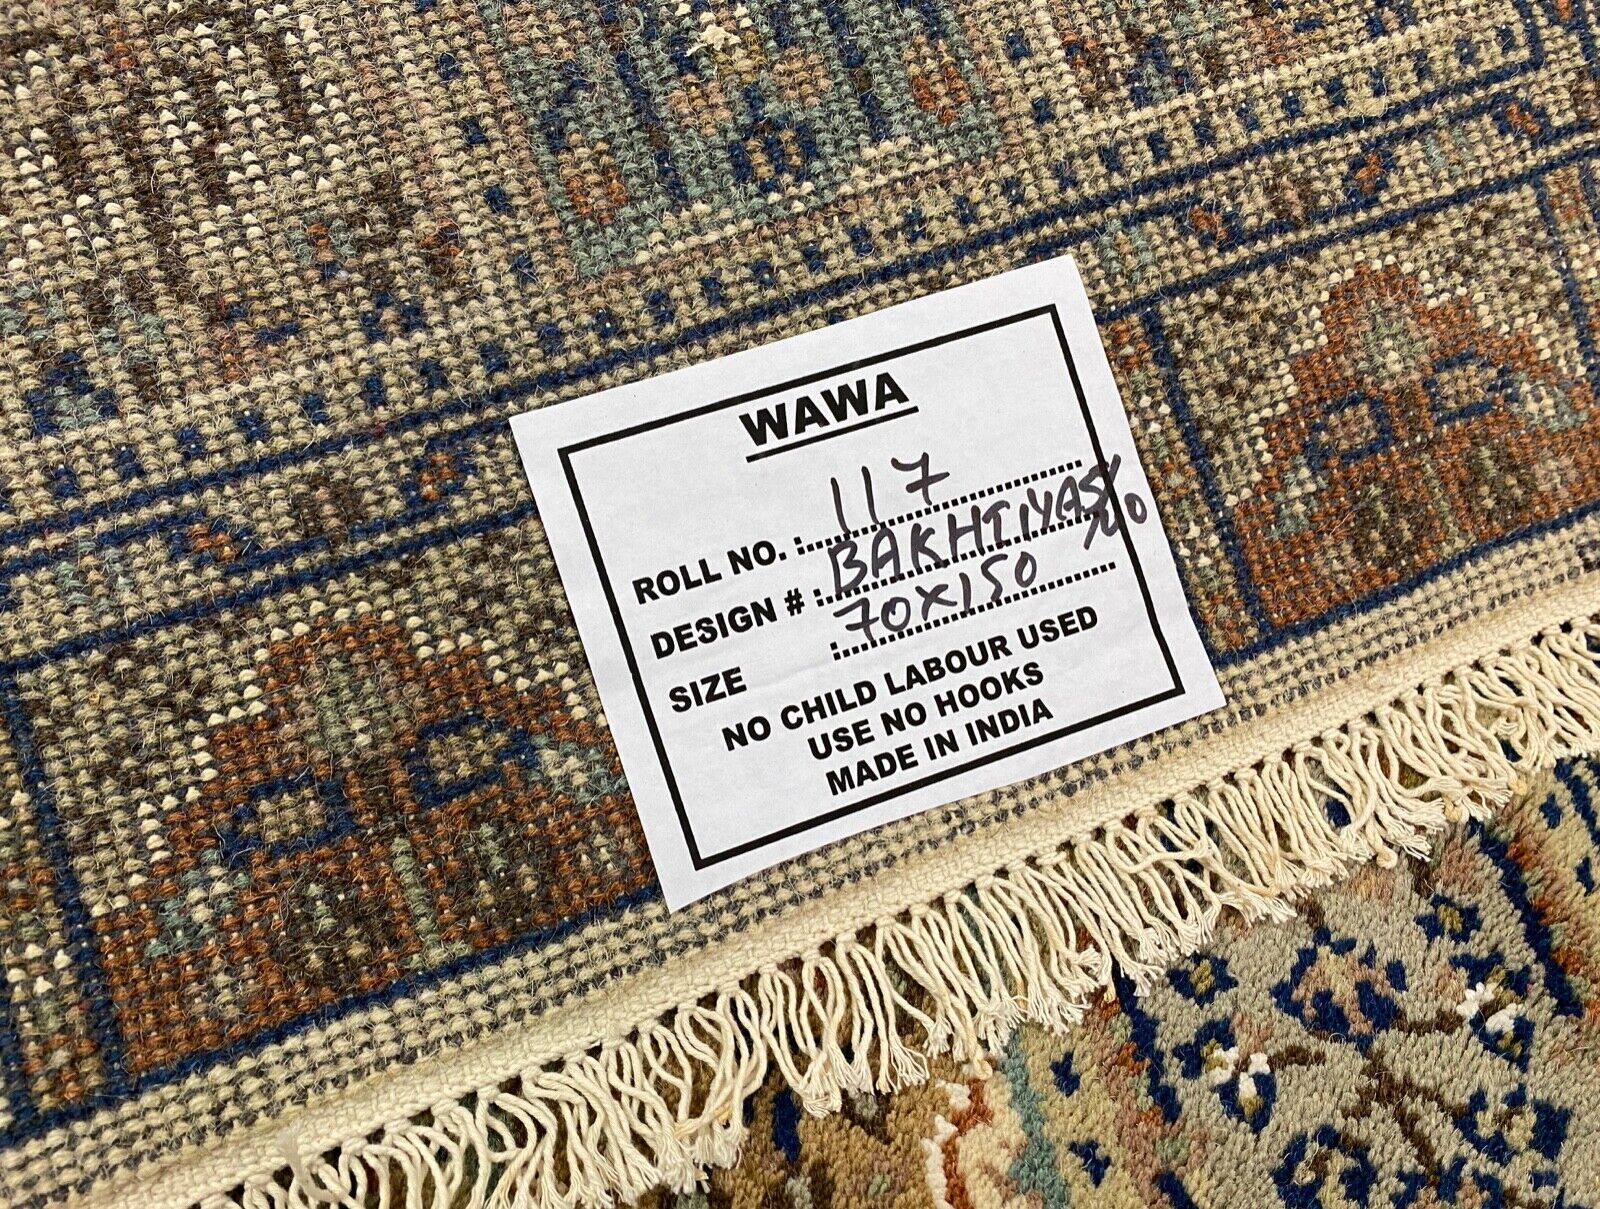 WAWA
ROLL NO. :117
DESIGN # :BAKHTIYAS
SIZE :70X150
NO CHILD LABOUR USED
USE NO HOOKS
MADE IN INDIA